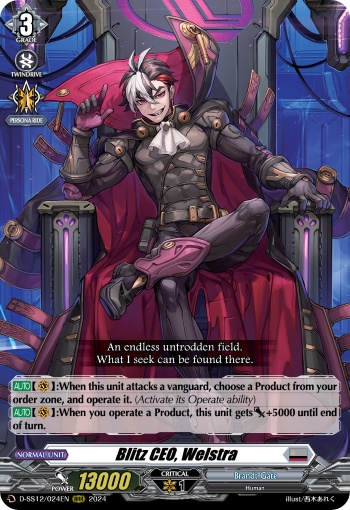 3
GRADE
TWINDRIVE
PERSONA RIDE
An endless untrodden field.
What I seek can be found there.
AUTO【 】:When this unit attacks a vanguard, choose a Product from your
order zone, and operate it. (Activate its Operate ability)
AUTO【 】:When you operate a Product, this unit gets +5000 until end
of turn.
NORMAL UNIT
Blitz CEO, Welstra
POWER 13000
CRITICAL
1
Brandt Gate
Human
D-SS12/024EN 2024
illust/西木あれく